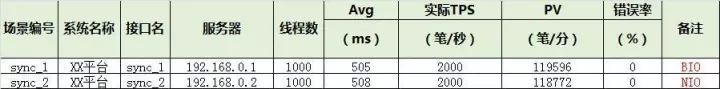 场景编号 系统名称 接口名 服务器 线程数 Avg（ms） 实际TPS（笔/秒） PV（笔/分） 错误率（%） 备注
sync_1 XX平台 sync_1 192.168.0.1 1000 505 2000 119596 0 BIO
sync_2 XX平台 sync_2 192.168.0.2 1000 508 2000 118772 0 NIO